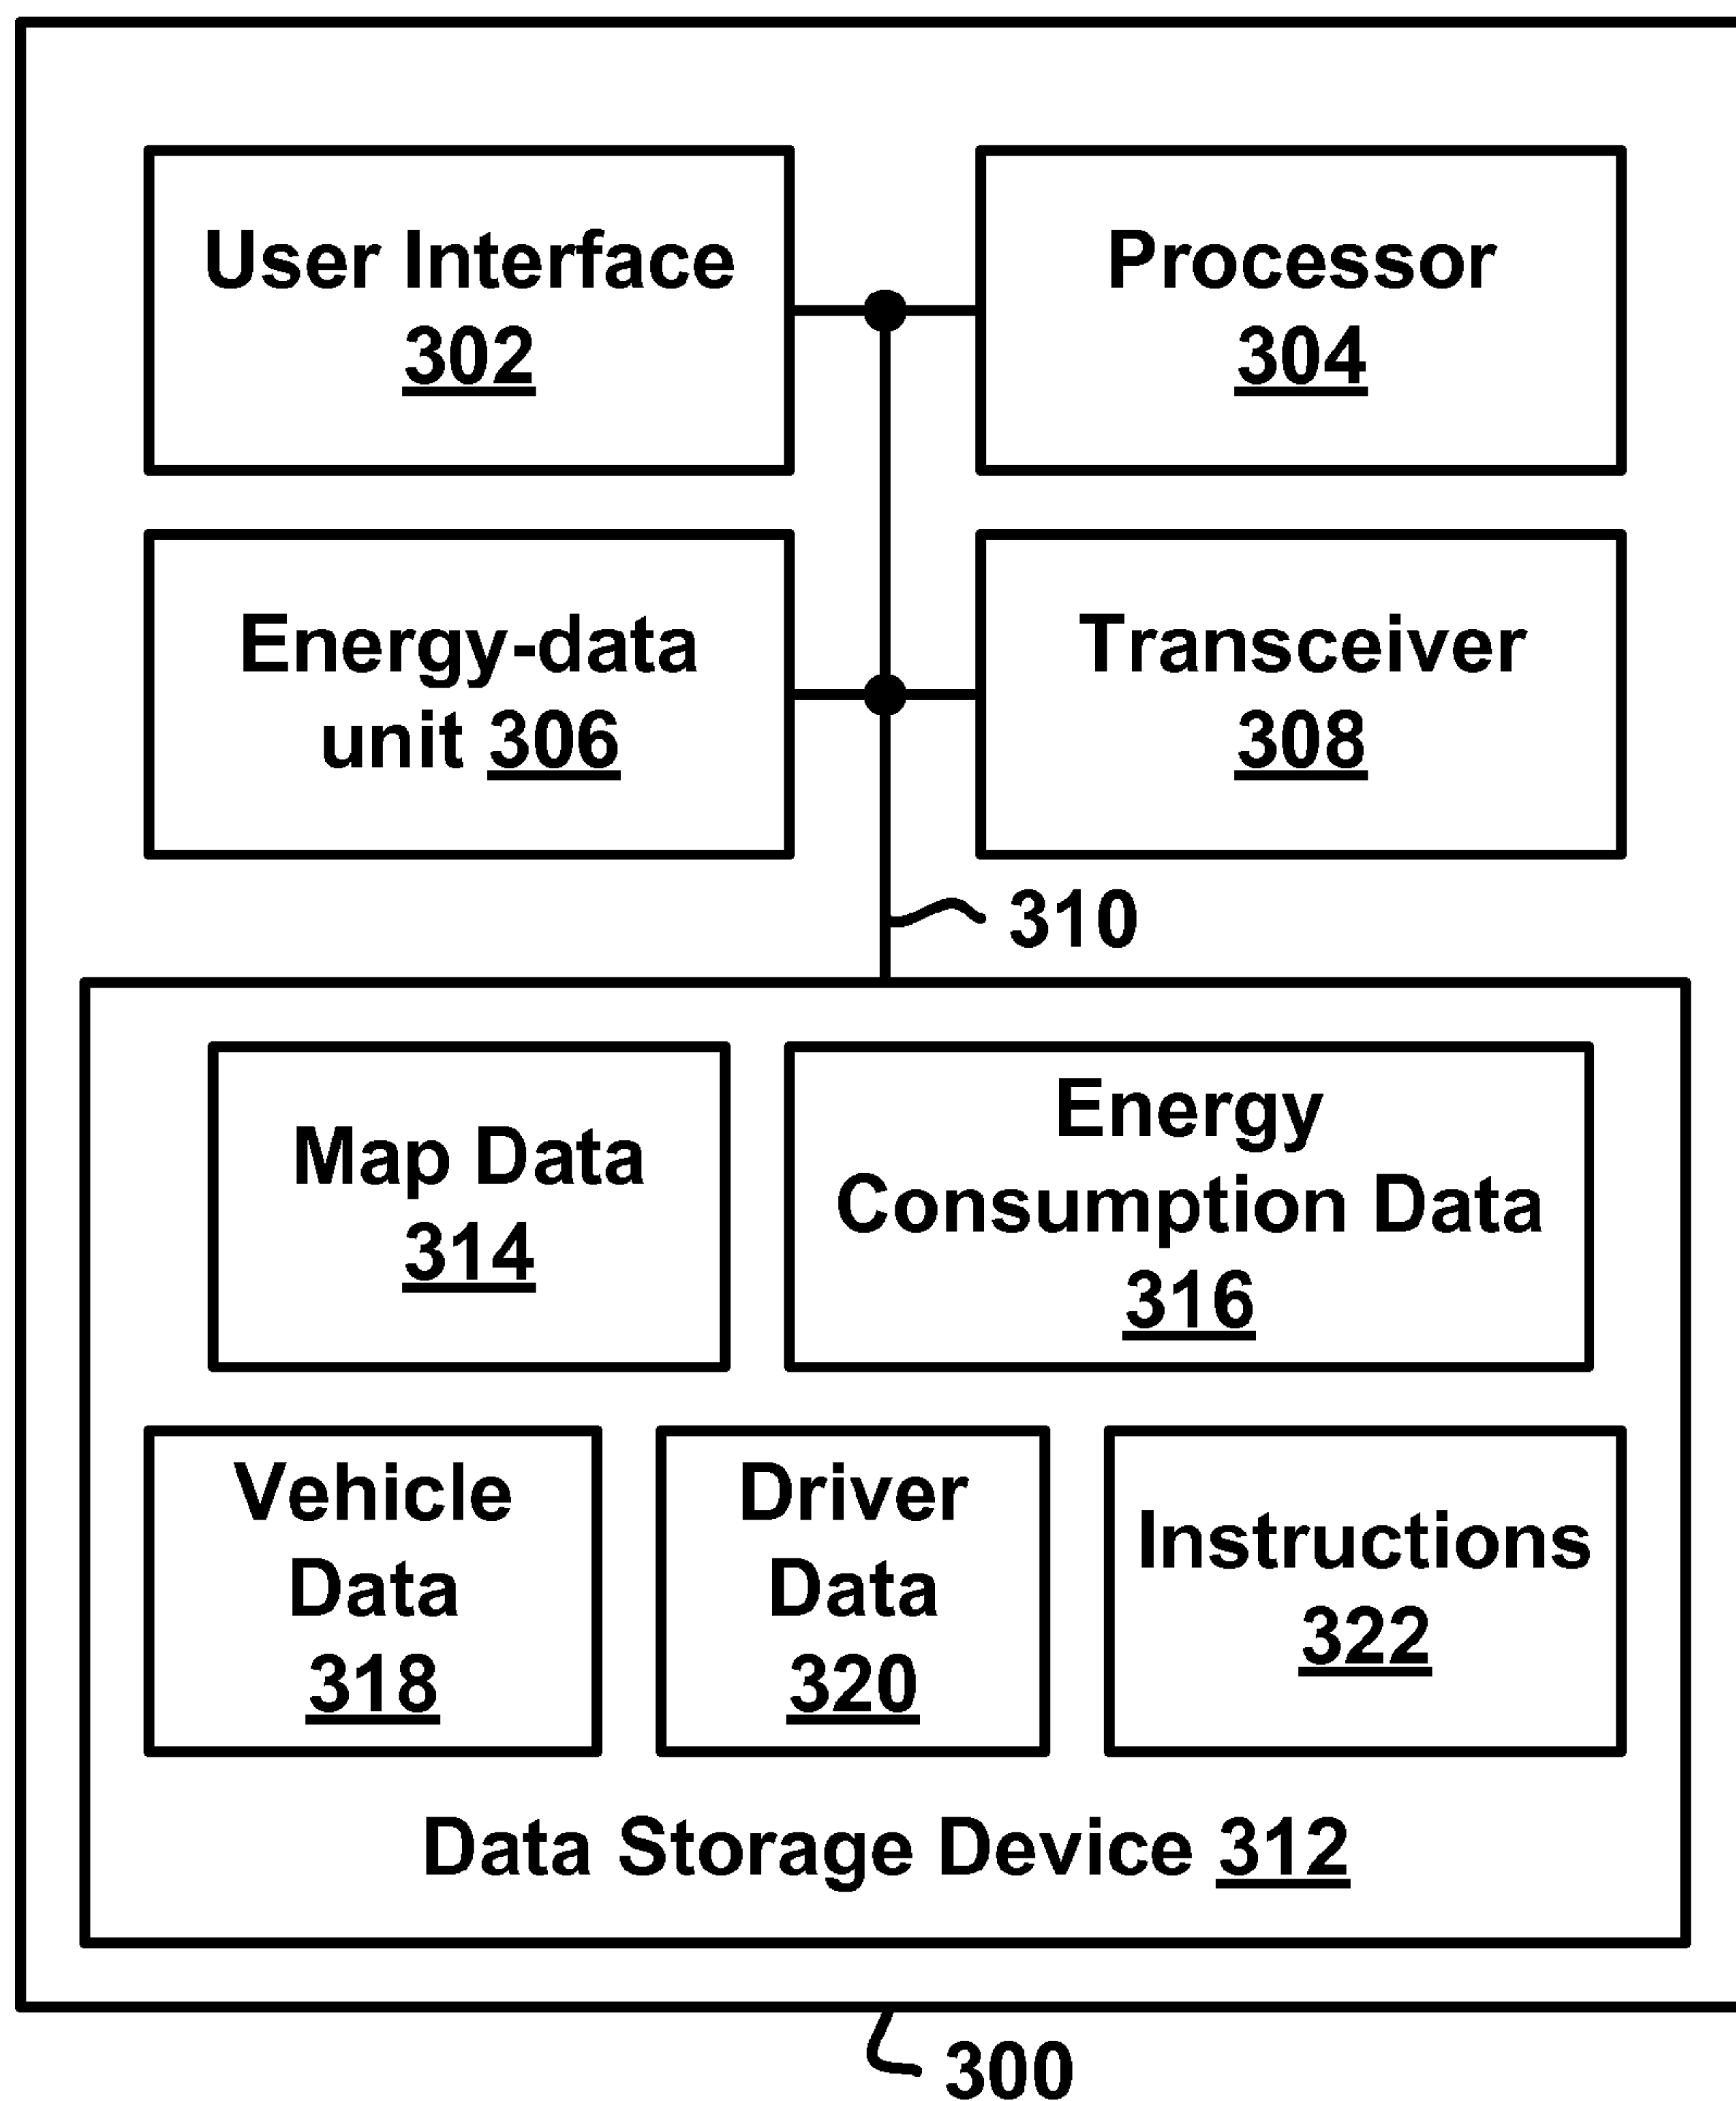 User Interface
302
Processor
304
Energy-data
unit 306
Transceiver
308
310
Map Data
314
Energy
Consumption Data
316
Vehicle
Data
318
Driver
Data
320
Instructions
322
Data Storage Device 312
300